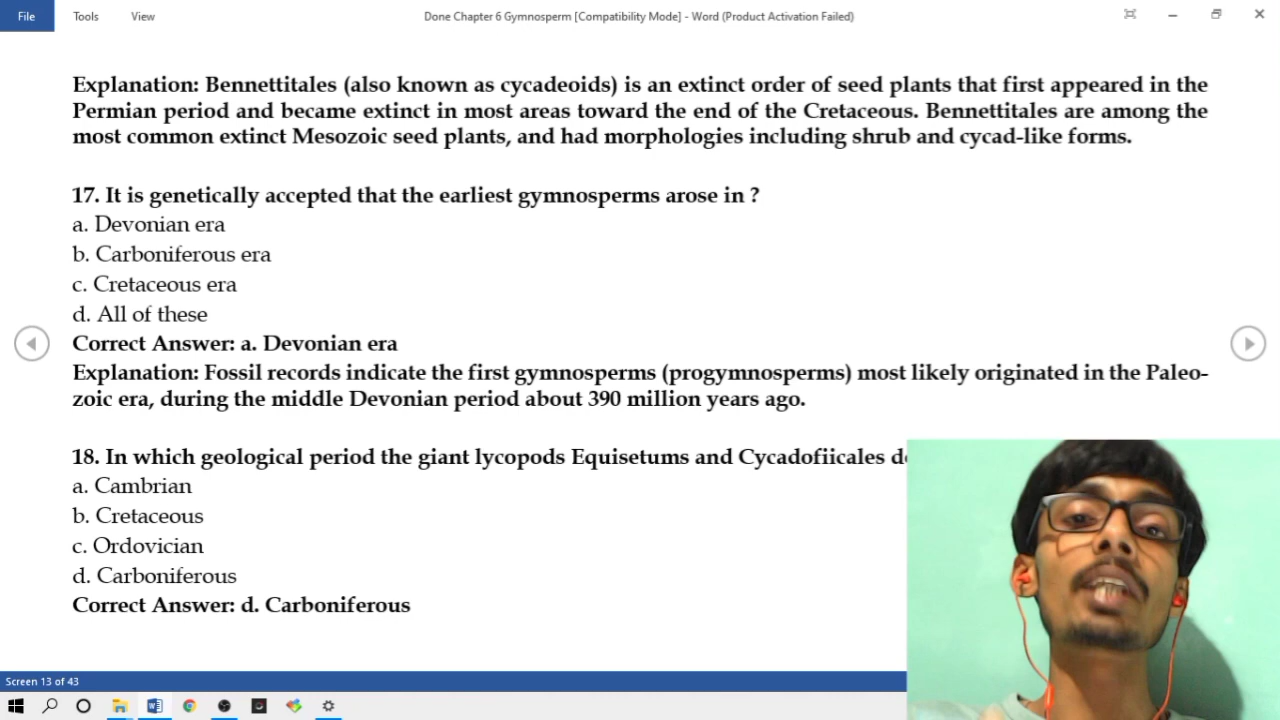 File Tools View Done Chapter 6 Gymnosperm [Compatibility Mode] - Word (Product Activation Failed)
Explanation: Bennettitales (also known as cycadeoids) is an extinct order of seed plants that first appeared in the
Permian period and became extinct in most areas toward the end of the Cretaceous. Bennettitales are among the
most common extinct Mesozoic seed plants, and had morphologies including shrub and cycad-like forms.
17. It is genetically accepted that the earliest gymnosperms arose in ?
a. Devonian era
b. Carboniferous era
c. Cretaceous era
d. All of these
Correct Answer: a. Devonian era
Explanation: Fossil records indicate the first gymnosperms (progymnosperms) most likely originated in the Paleo-
zoic era, during the middle Devonian period about 390 million years ago.
18. In which geological period the giant lycopods Equisetums and Cycadofiicales
a. Cambrian
b. Cretaceous
c. Ordovician
d. Carboniferous
Correct Answer: d. Carboniferous
Screen 13 of 43